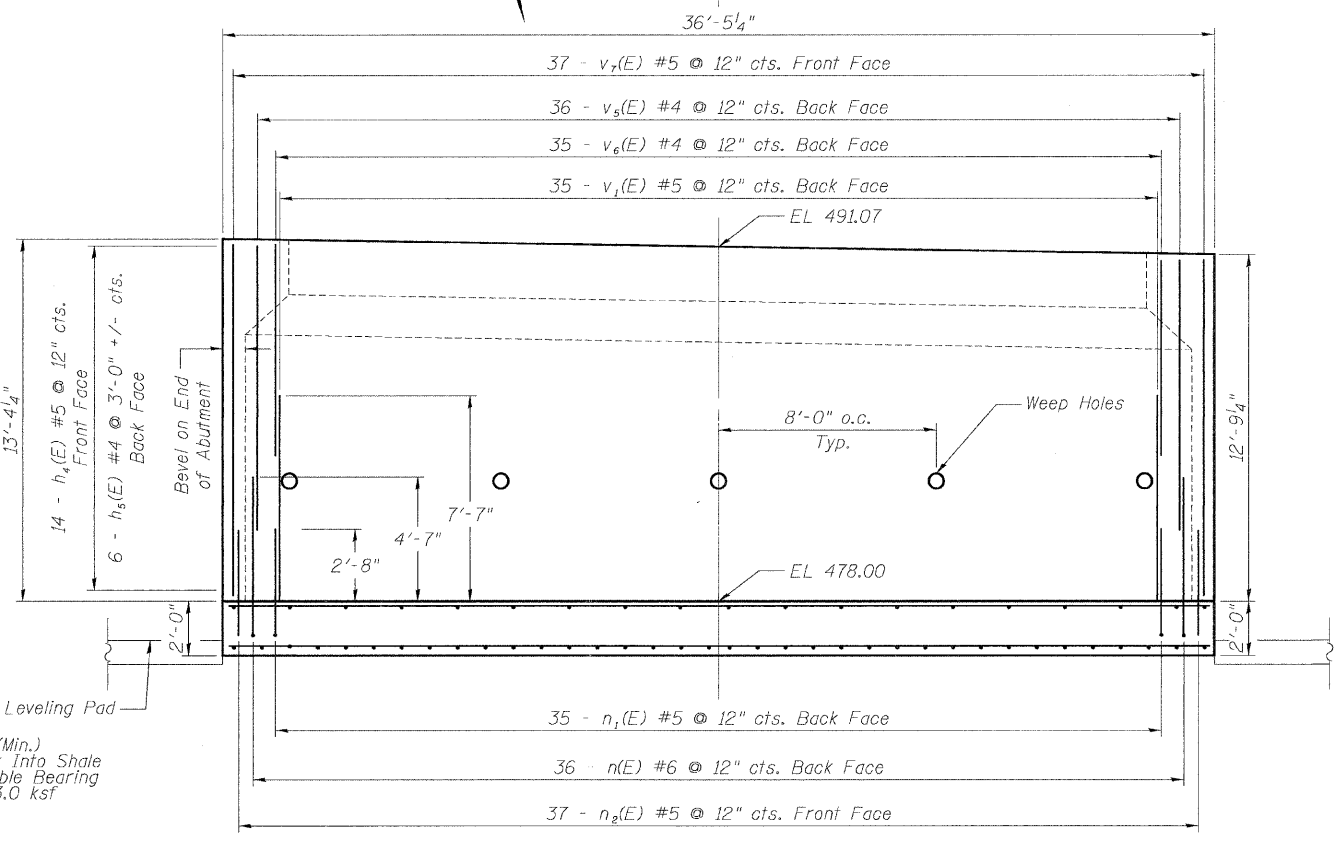 36'-5¼"
37 - v₇(E) #5 @ 12" cts. Front Face
36 - v₅(E) #4 @ 12" cts. Back Face
35 - v₆(E) #4 @ 12" cts. Back Face
35 - v₁(E) #5 @ 12" cts. Back Face
EL 491.07
13'-4¼"
14 - h₄(E) #5 @ 12" cts.
Front Face
6 - h₅(E) #4 @ 3'-0" +/- cts.
Back Face
Bevel on End
of Abutment
8'-0" o.c.
Typ.
Weep Holes
12'-9¼"
7'-7"
4'-7"
2'-8"
EL 478.00
2'-0"
2'-0"
Leveling Pad
(Min.)
Into Shale
ble Bearing
3.0 ksf
35 - n₁(E) #5 @ 12" cts. Back Face
36 - n(E) #6 @ 12" cts. Back Face
37 - n₂(E) #5 @ 12" cts. Front Face